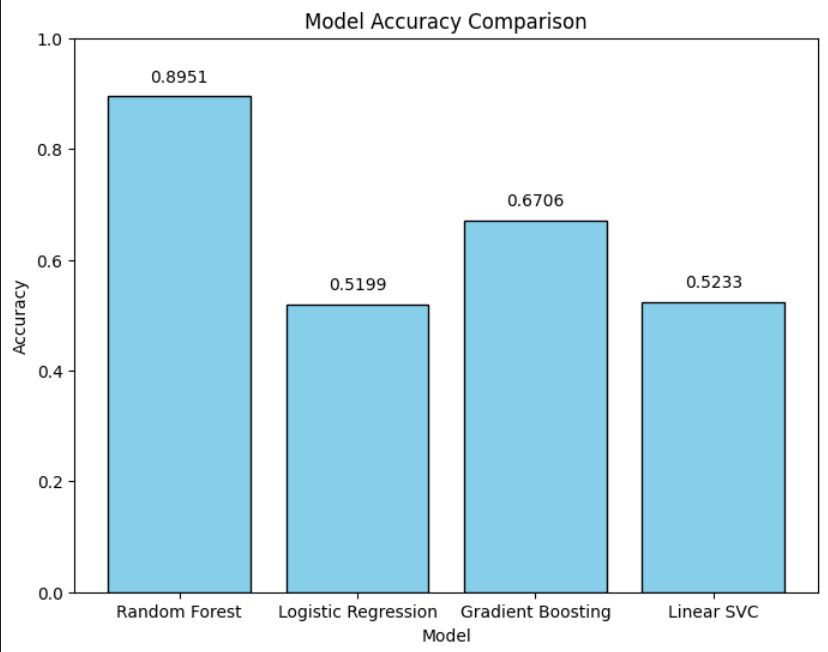 Model Accuracy Comparison
1.0
0.8
0.6
0.4
0.2
0.0
Accuracy
0.8951
0.5199
0.6706
0.5233
Random Forest
Logistic Regression
Gradient Boosting
Linear SVC
Model